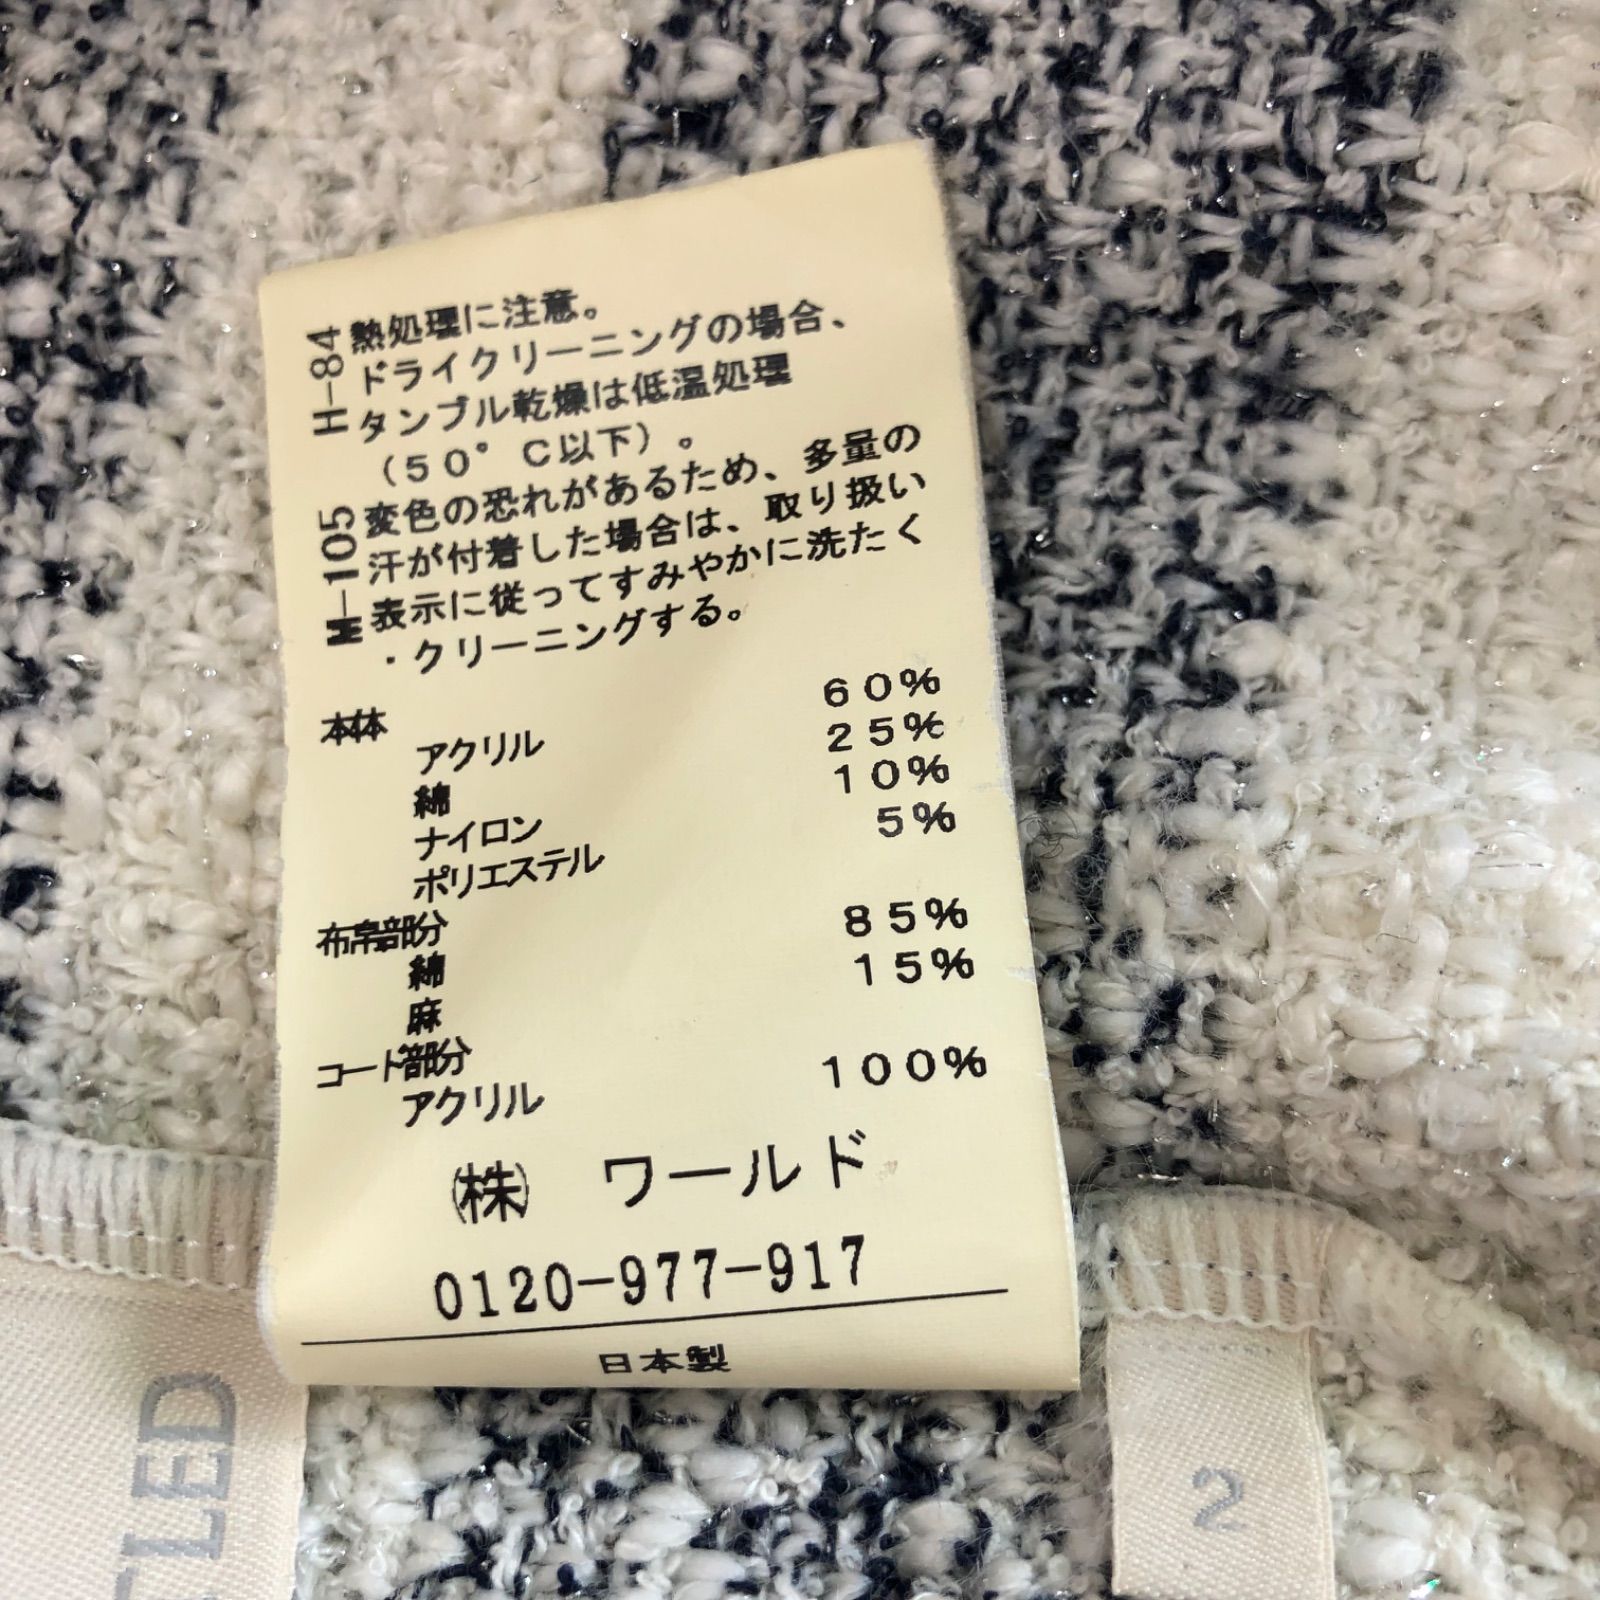 H-84 熱処理に注意。
ドライクリーニングの場合、
タンブル乾燥は低温処理
(50°C以下)。
M-105 変色の恐れがあるため、多量の
汗が付着した場合は、取り扱い
表示に従ってすみやかに洗たく
・クリーニングする。
本体
アクリル 60%
綿 25%
ナイロン 10%
ポリエステル 5%
布帛部分
綿 85%
麻 15%
コード部分
アクリル 100%
㈱ ワールド
0120-977-917
日本製
2